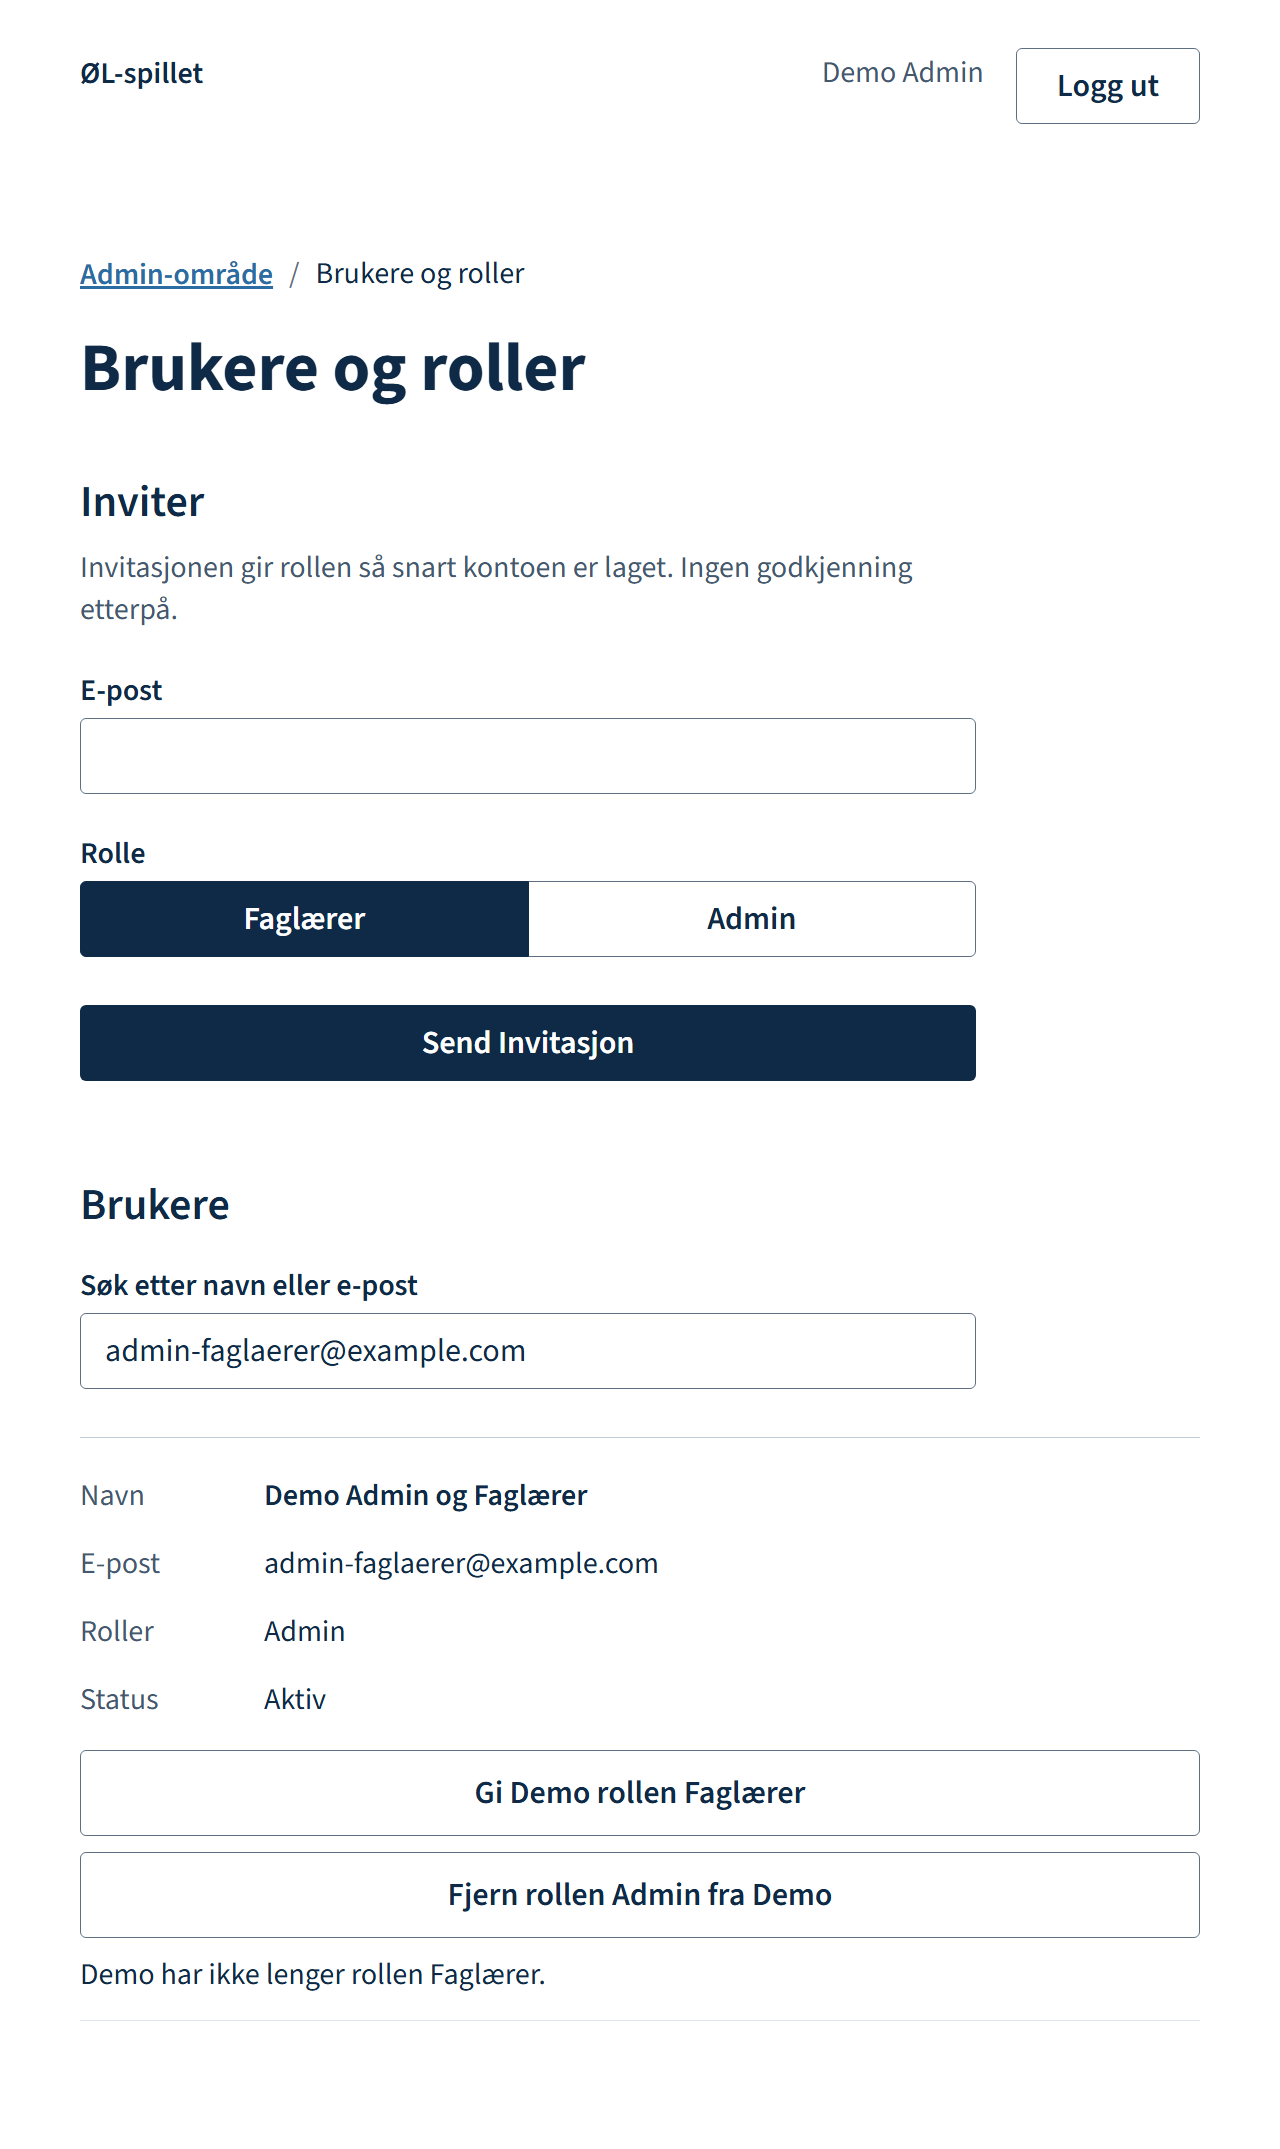 ØL-spillet
Demo Admin
Logg ut
Admin-område / Brukere og roller
Brukere og roller
Inviter
Invitasjonen gir rollen så snart kontoen er laget. Ingen godkjenning
etterpå.
E-post
Rolle
Faglærer
Admin
Send Invitasjon
Brukere
Søk etter navn eller e-post
admin-faglaerer@example.com
Navn Demo Admin og Faglærer
E-post admin-faglaerer@example.com
Roller Admin
Status Aktiv
Gi Demo rollen Faglærer
Fjern rollen Admin fra Demo
Demo har ikke lenger rollen Faglærer.